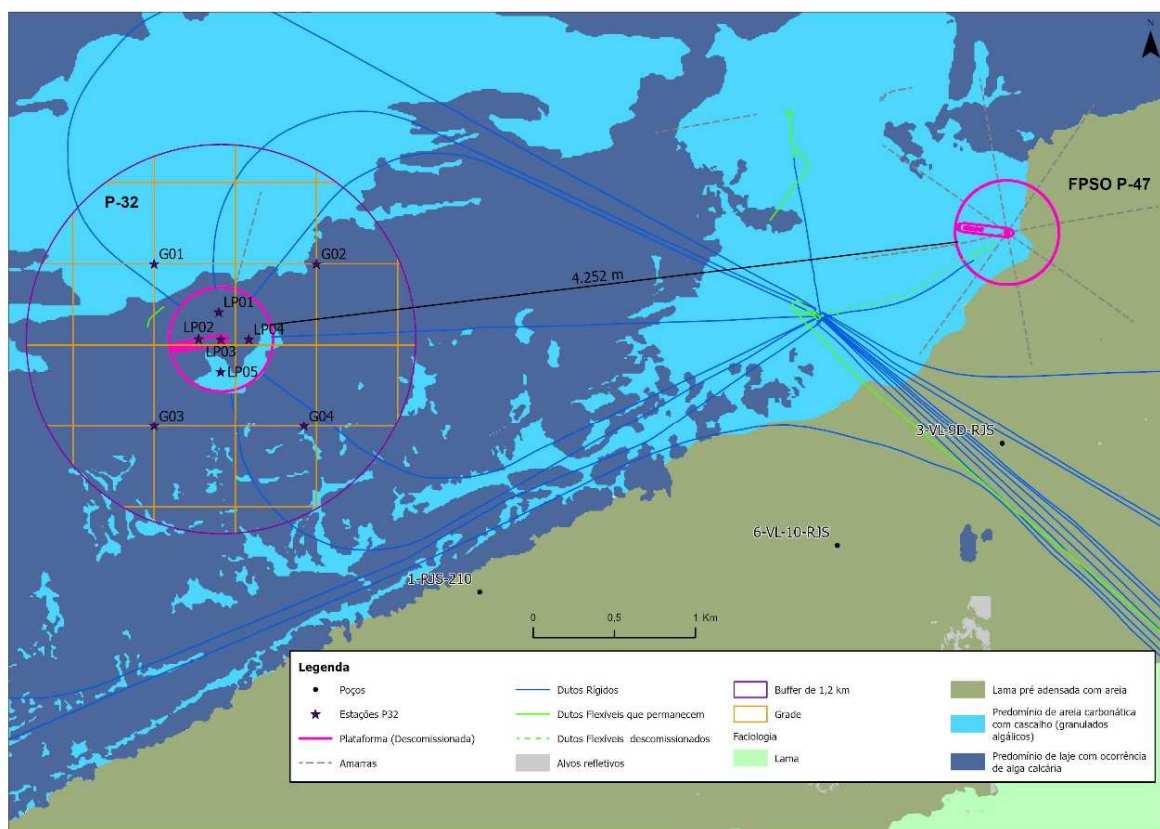 N
FPSO P-47
P-32
G01
G02
4.252 m
LP01
LP02
LP04
LP03
LP05
G03
G04
3-VL-9D-RJS
6-VL-10-RJS
1-RJS-210
0 0,5 1 Km
Legenda
Poços
Estações P32
Plataforma (Descomissionada)
Amarras
Dutos Rígidos
Dutos Flexíveis que permanecem
Dutos Flexíveis descomissionados
Alvos refletivos
Buffer de 1,2 km
Grade
Faciologia
Lama
Lama pré adensada com areia
Predomínio de areia carbonática
com cascalho (granulados
algálicos)
Predomínio de laje com ocorrência
de alga calcária